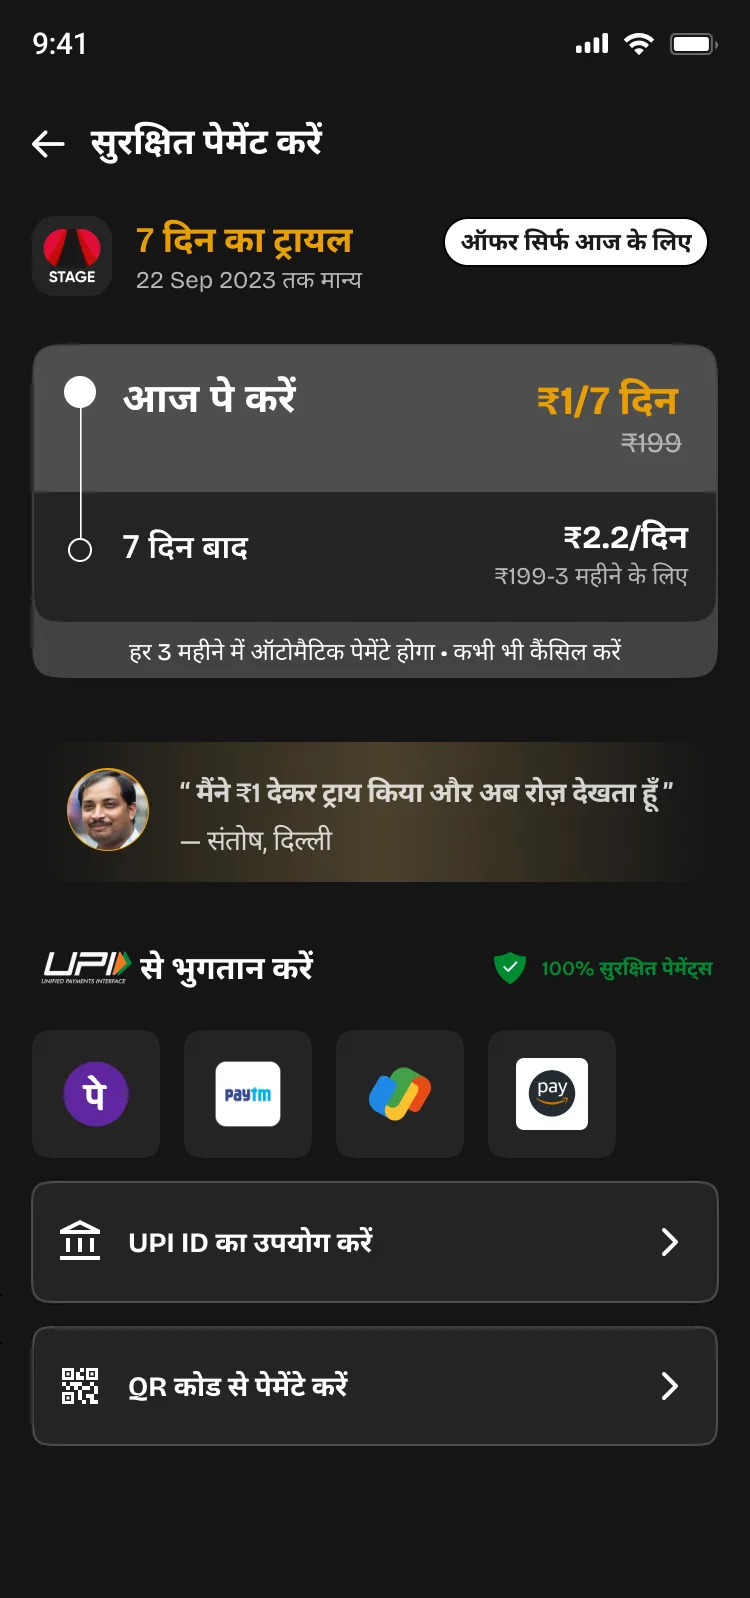 9:41
सुरक्षित पेमेंट करें
7 दिन का ट्रायल
ऑफर सिर्फ आज के लिए
STAGE
22 Sep 2023 तक मान्य
आज पे करें
₹1/7 दिन
₹199
7 दिन बाद
₹2.2/दिन
₹199-3 महीने के लिए
हर 3 महीने में ऑटोमैटिक पेमेंटे होगा • कभी भी कैंसिल करें
“ मैंने ₹1 देकर ट्राय किया और अब रोज़ देखता हूँ ”
— संतोष, दिल्ली
UPI से भुगतान करें
UNIFIED PAYMENTS INTERFACE
100% सुरक्षित पेमेंट्स
पे
paytm
pay
UPI ID का उपयोग करें
QR कोड से पेमेंटे करें